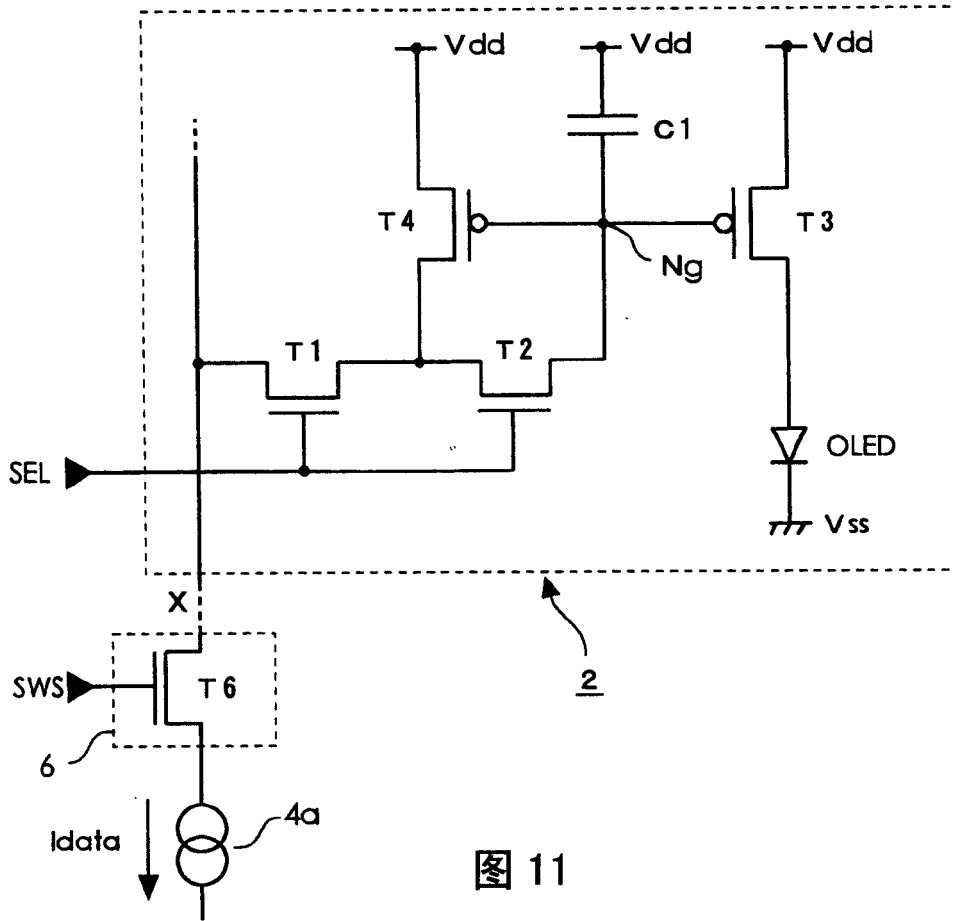 Vdd
Vdd
Vdd
C1
T4
T3
Ng
T1
T2
SEL
OLED
Vss
X
2
SWS
T6
6
4a
Idata
图 11